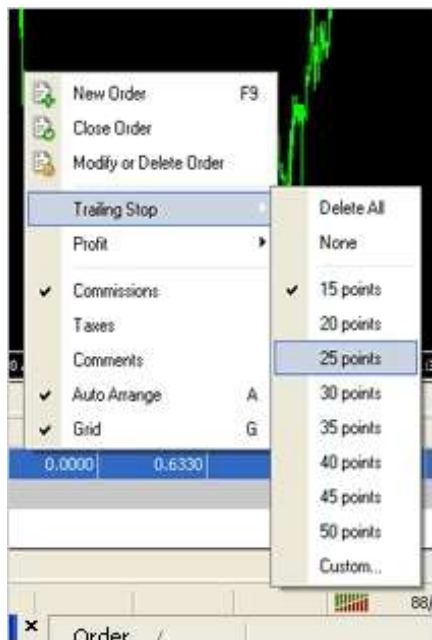 New Order F9
Close Order
Modify or Delete Order
Trailing Stop
Profit
Commissions
Taxes
Comments
Auto Arrange A
Grid G
Delete All
None
15 points
20 points
25 points
30 points
35 points
40 points
45 points
50 points
Custom...
0.0000 0.6330
88/
Order /